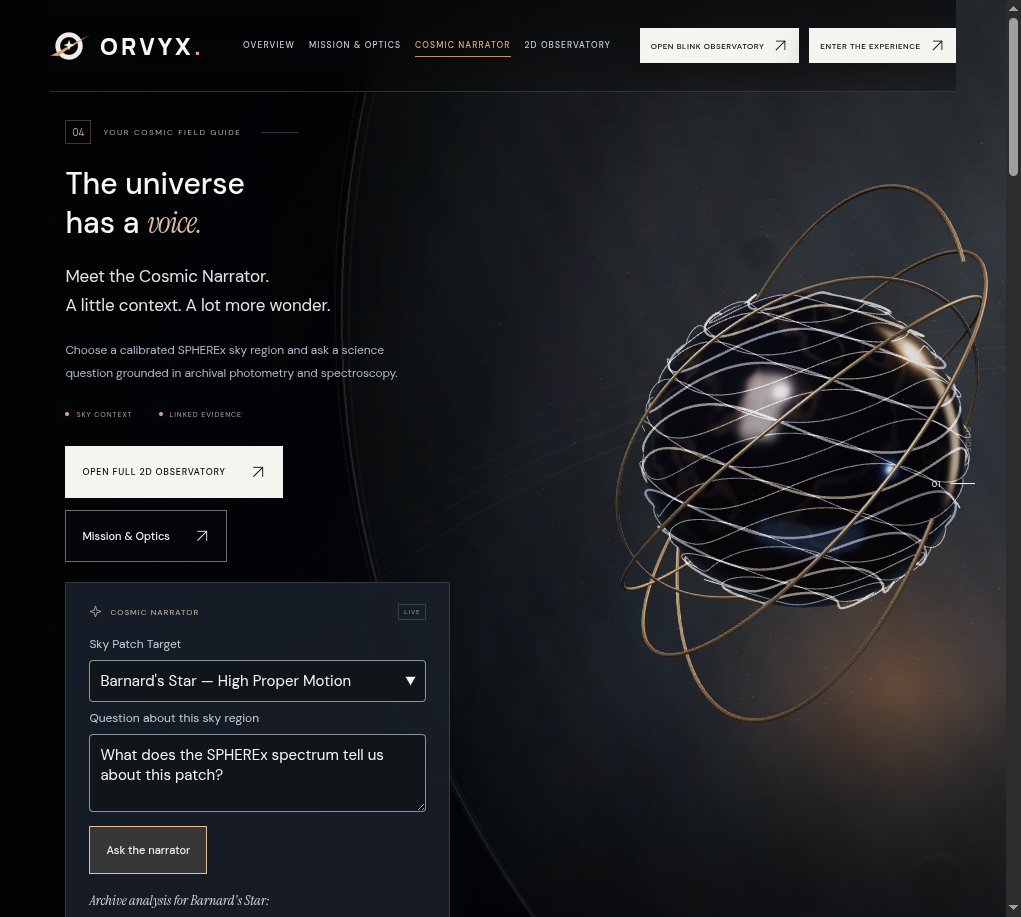 ORVYX.
OVERVIEW
MISSION & OPTICS
COSMIC NARRATOR
2D OBSERVATORY
OPEN BLINK OBSERVATORY
ENTER THE EXPERIENCE
04
YOUR COSMIC FIELD GUIDE
The universe
has a voice.
Meet the Cosmic Narrator.
A little context. A lot more wonder.
Choose a calibrated SPHEREx sky region and ask a science
question grounded in archival photometry and spectroscopy.
SKY CONTEXT
LINKED EVIDENCE
OPEN FULL 2D OBSERVATORY
Mission & Optics
01
COSMIC NARRATOR
LIVE
Sky Patch Target
Barnard's Star — High Proper Motion
Question about this sky region
What does the SPHEREx spectrum tell us
about this patch?
Ask the narrator
Archive analysis for Barnard's Star: